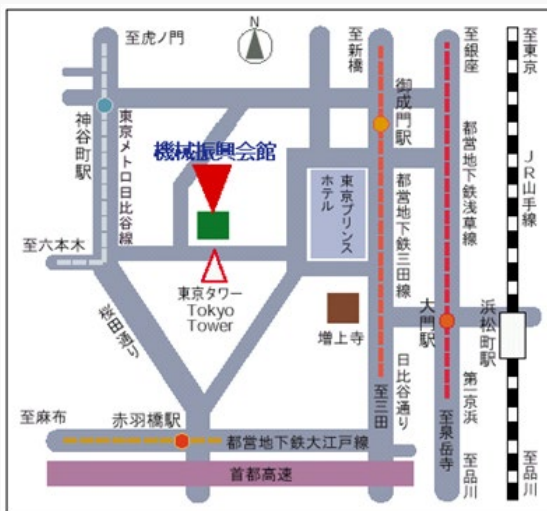 至虎ノ門
N
至新橋
至銀座
至東京
御成門駅
神谷町駅
東京メトロ日比谷線
機械振興会館
東京プリンス
ホテル
都営地下鉄三田線
都営地下鉄浅草線
JR山手線
至六本木
東京タワー
Tokyo
Tower
桜田通り
増上寺
大門駅
浜松町駅
日比谷通り
第一京浜
至三田
至麻布
赤羽橋駅
都営地下鉄大江戸線
至泉岳寺
至品川
至品川
首都高速